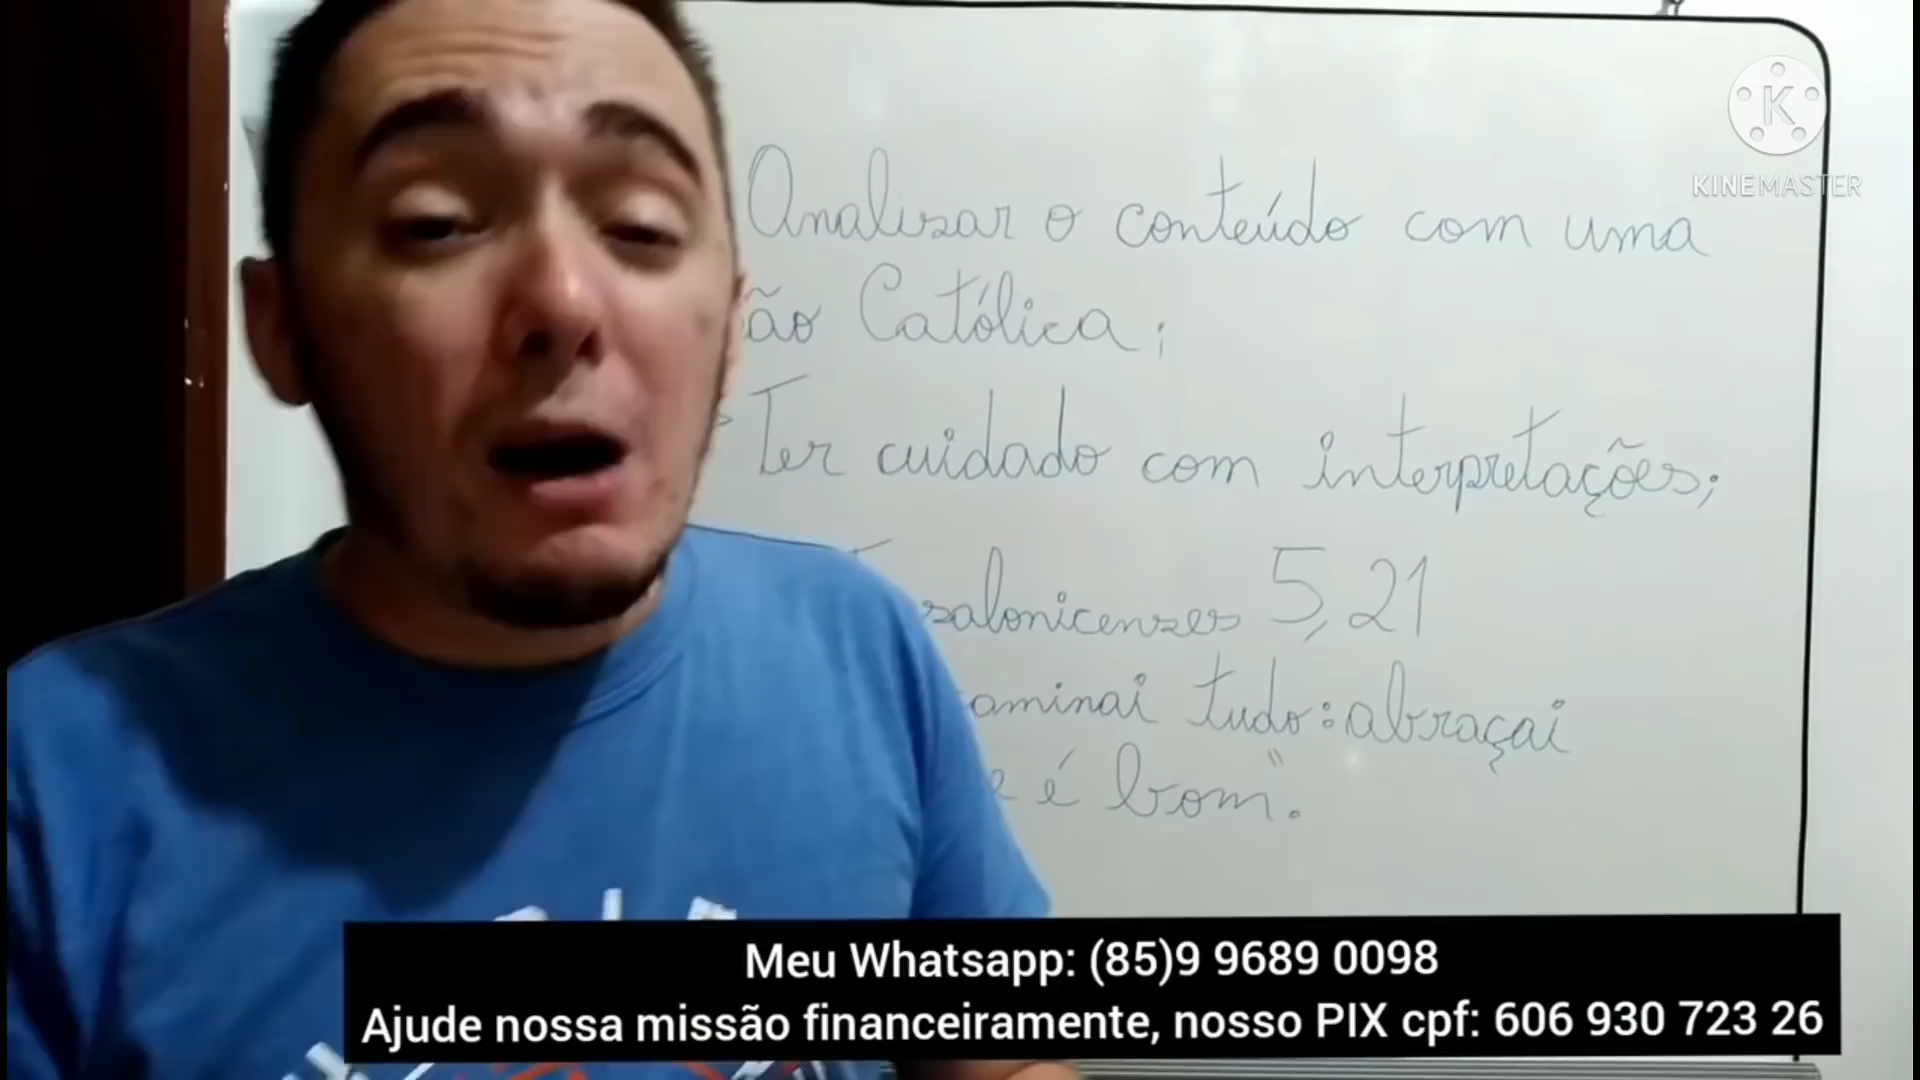 KINEMASTER
Analisar o conteúdo com uma
ão Católica;
Ter cuidado com interpretações;
salonicenses 5,21
aminai tudo: abraçai
e é bom."
Meu Whatsapp: (85)9 9689 0098
Ajude nossa missão financeiramente, nosso PIX cpf: 606 930 723 26